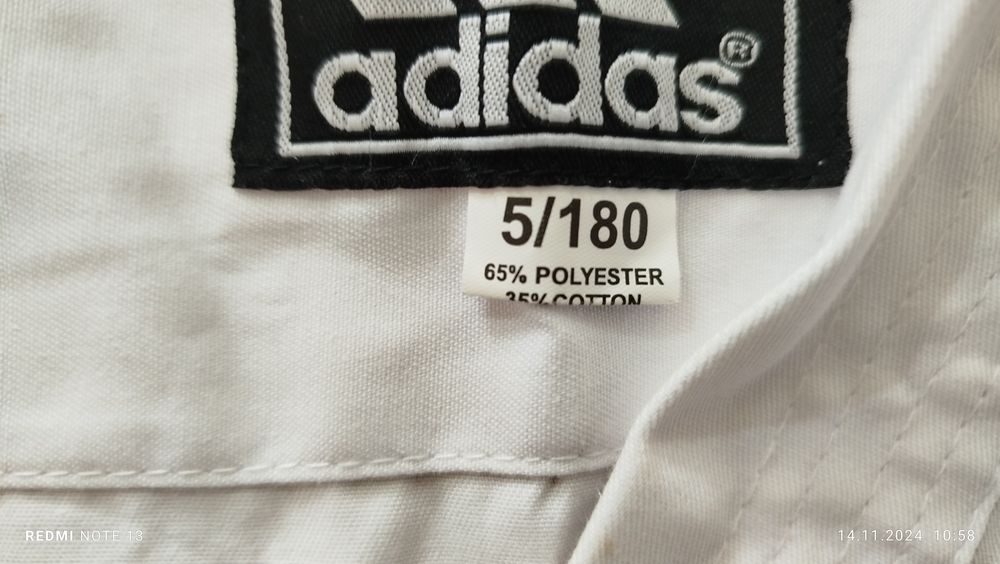 adidas®
5/180
65% POLYESTER
35% COTTON
REDMI NOTE 13
14.11.2024 10:58